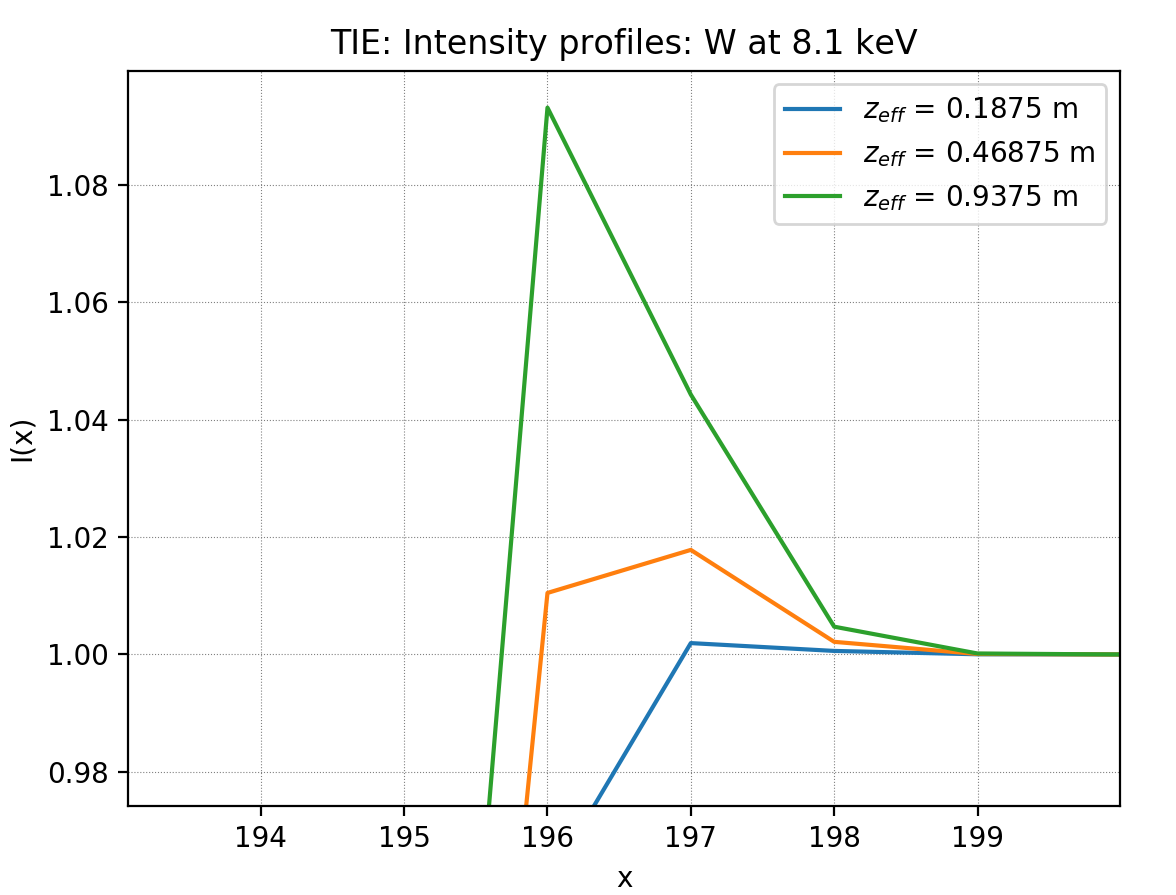 TIE: Intensity profiles: W at 8.1 keV
z_eff = 0.1875 m
z_eff = 0.46875 m
z_eff = 0.9375 m
I(x)
1.08
1.06
1.04
1.02
1.00
0.98
194 195 196 197 198 199
x